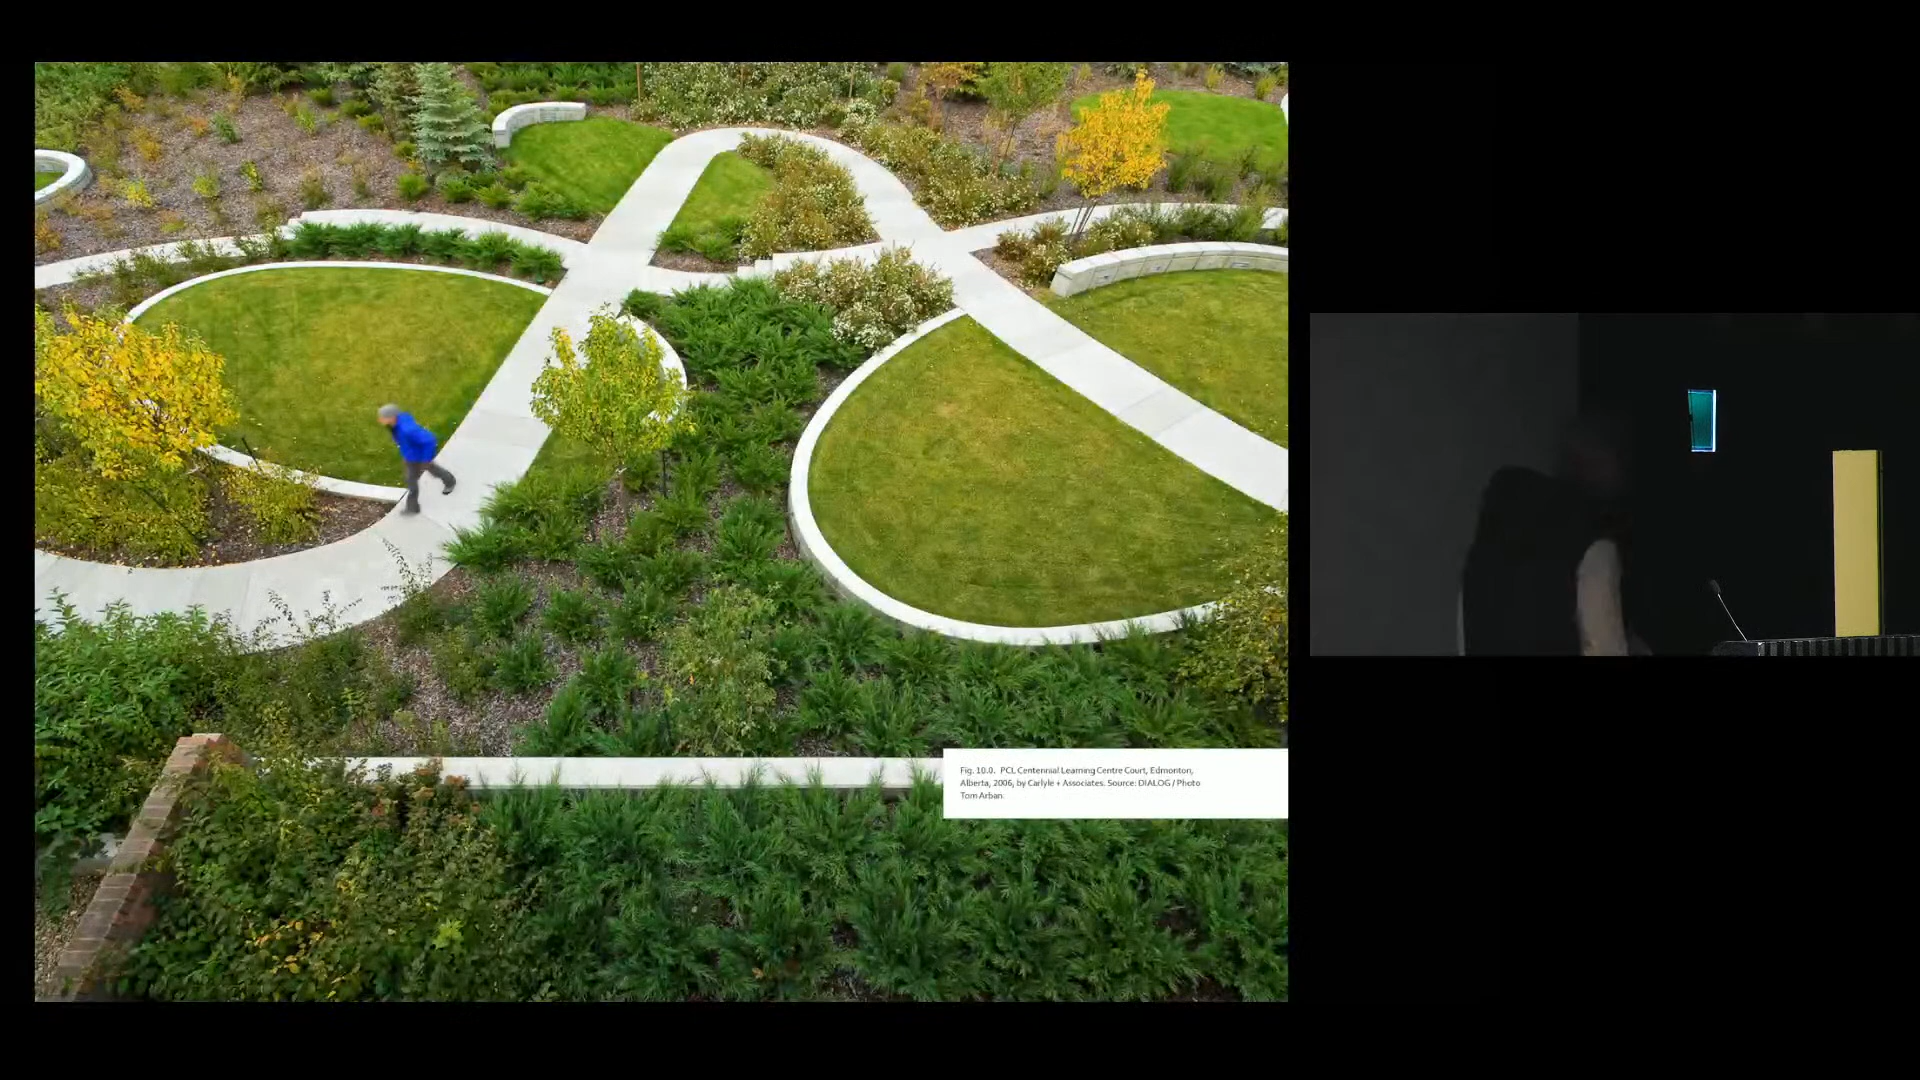 Fig. 10.0.  PCL Centennial Learning Centre Court, Edmonton,
Alberta, 2006, by Carlyle + Associates. Source: DIALOG / Photo
Tom Arban.